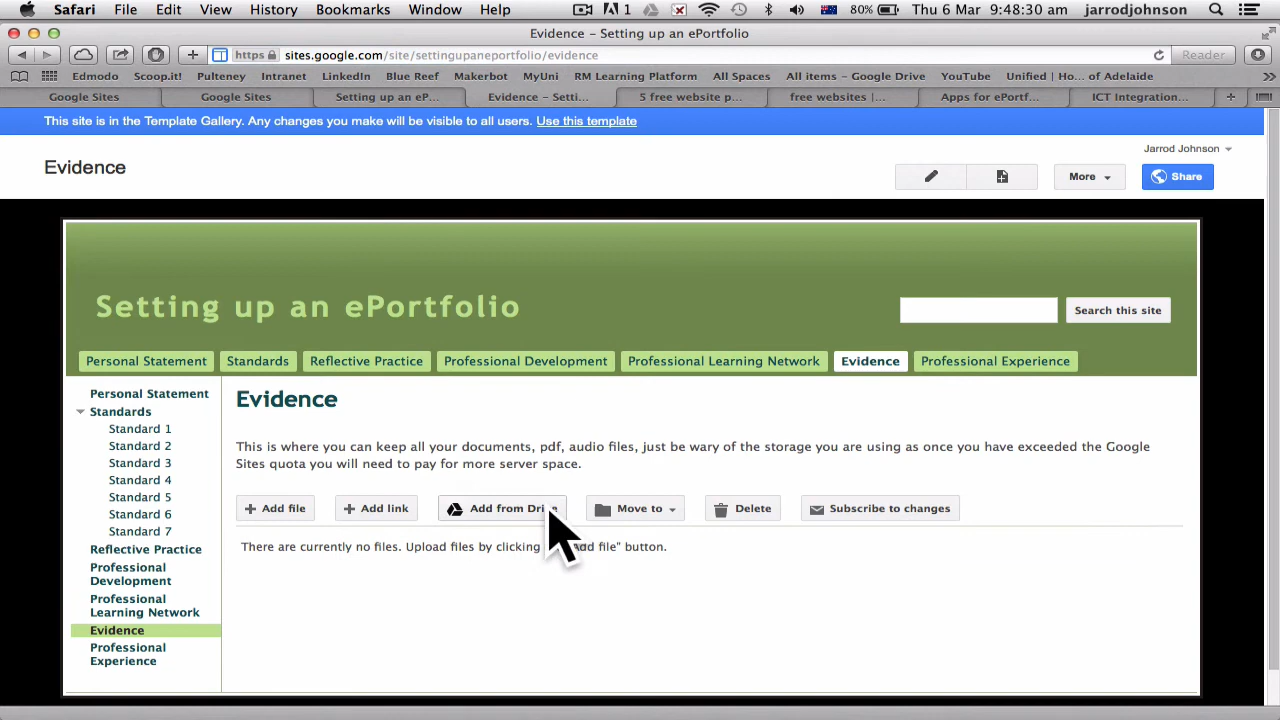 Safari File Edit View History Bookmarks Window Help 1 80% Thu 6 Mar 9:48:30 am jarrodjohnson
Evidence – Setting up an ePortfolio
https sites.google.com/site/settingupaneportfolio/evidence Reader
Edmodo Scoop.it! Pulteney Intranet LinkedIn Blue Reef Makerbot MyUni RM Learning Platform All Spaces All items – Google Drive YouTube Unified | Ho... of Adelaide
Google Sites Google Sites Setting up an eP... Evidence – Setti... 5 free website p... free websites |... Apps for ePortf... ICT Integration...
This site is in the Template Gallery. Any changes you make will be visible to all users. Use this template
Jarrod Johnson
Evidence
More Share
Setting up an ePortfolio
Search this site
Personal Statement Standards Reflective Practice Professional Development Professional Learning Network Evidence Professional Experience
Personal Statement
Standards
Standard 1
Standard 2
Standard 3
Standard 4
Standard 5
Standard 6
Standard 7
Reflective Practice
Professional
Development
Professional
Learning Network
Evidence
Professional
Experience
Evidence
This is where you can keep all your documents, pdf, audio files, just be wary of the storage you are using as once you have exceeded the Google
Sites quota you will need to pay for more server space.
Add file Add link Add from Drive Move to Delete Subscribe to changes
There are currently no files. Upload files by clicking file" button.